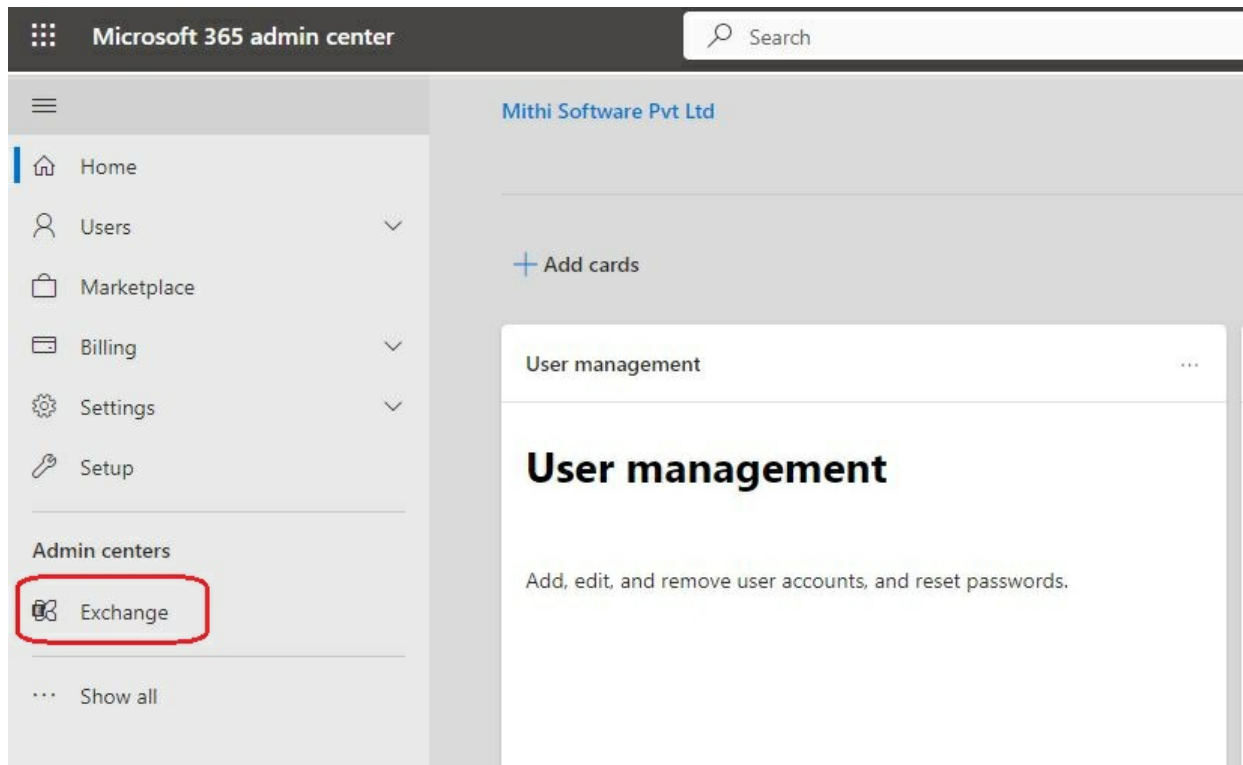 Microsoft 365 admin center
Search
Mithi Software Pvt Ltd
Home
Users
Marketplace
Billing
Settings
Setup
Admin centers
Exchange
Show all
Add cards
User management
User management
Add, edit, and remove user accounts, and reset passwords.